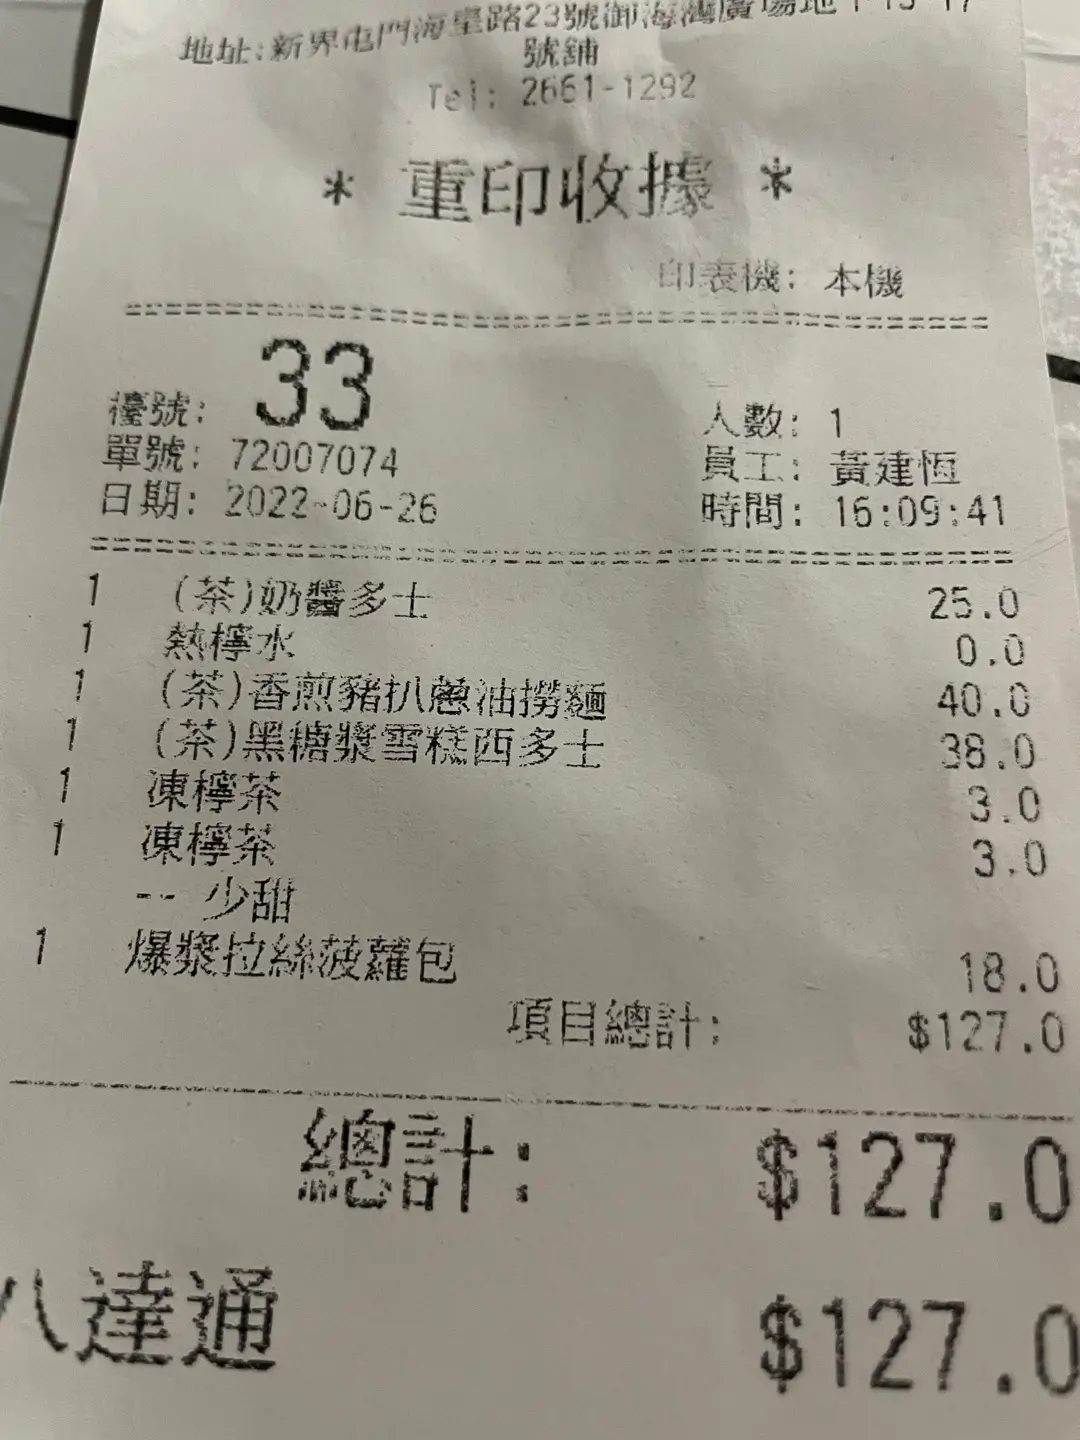 地址:新界屯門海皇路23號御海灣廣場地
號舖
Tel: 2661-1292
* 重印收據 *
印表機: 本機
檯號: 33 人數: 1
單號: 72007074 員工: 黃建恆
日期: 2022-06-26 時間: 16:09:41
1 (茶)奶醬多士 25.0
1 熱檸水 0.0
1 (茶)香煎豬扒蔥油撈麵 40.0
1 (茶)黑糖漿雪糕西多士 38.0
1 凍檸茶 3.0
1 凍檸茶 3.0
-- 少甜
1 爆漿拉絲菠蘿包 18.0
項目總計: $127.0
總計: $127.0
八達通 $127.0